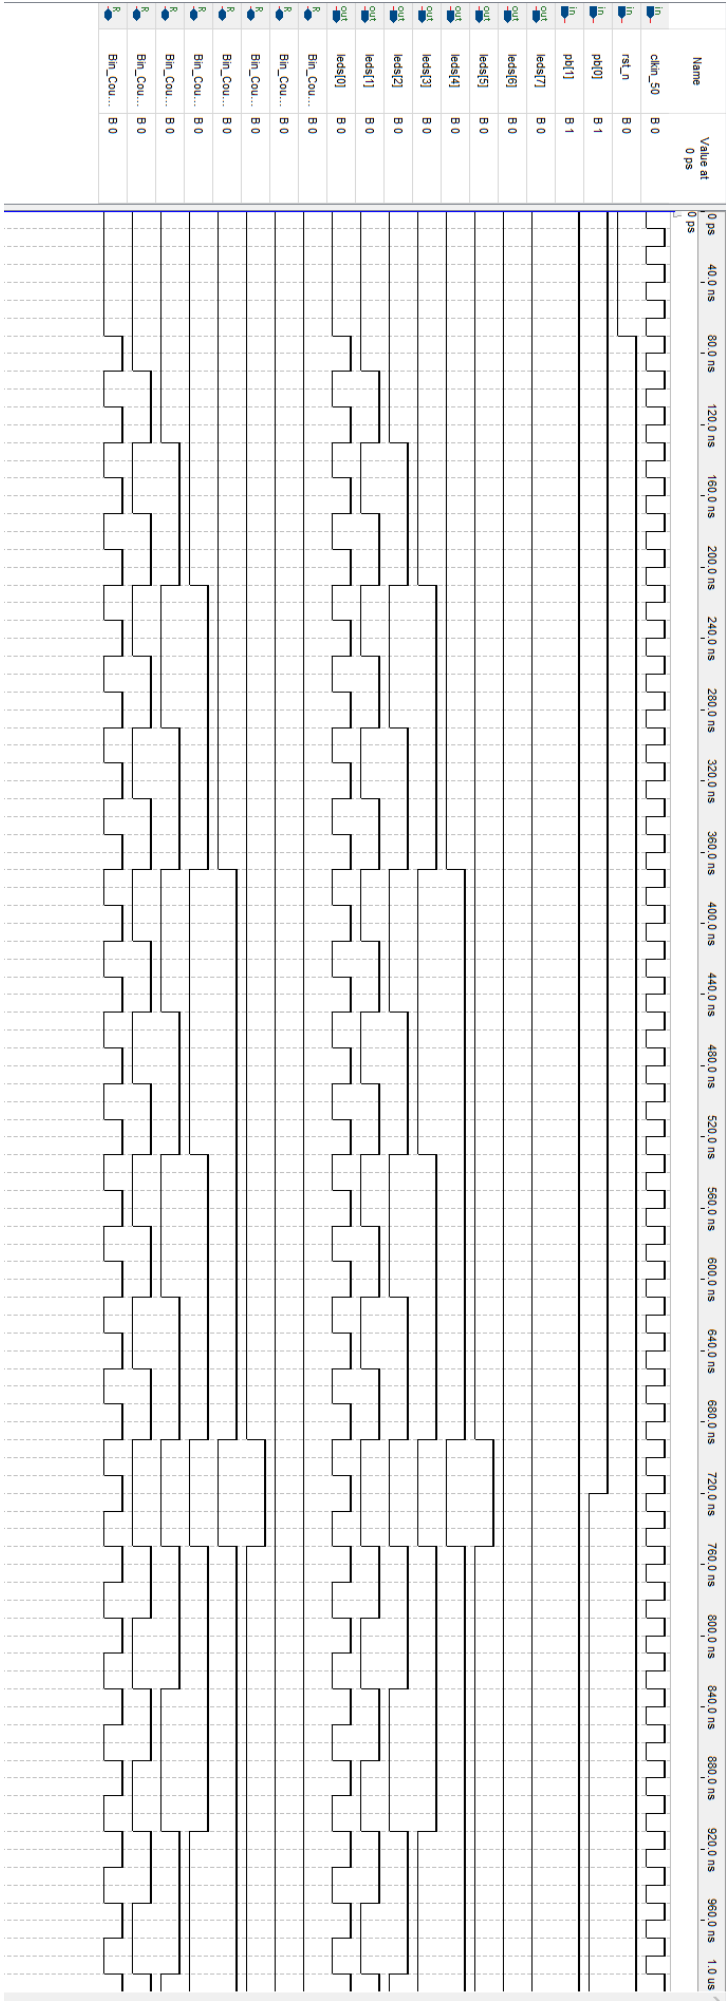 Name Value at
0 ps
0 ps 40.0 ns 80.0 ns 120.0 ns 160.0 ns 200.0 ns 240.0 ns 280.0 ns 320.0 ns 360.0 ns 400.0 ns 440.0 ns 480.0 ns 520.0 ns 560.0 ns 600.0 ns 640.0 ns 680.0 ns 720.0 ns 760.0 ns 800.0 ns 840.0 ns 880.0 ns 920.0 ns 960.0 ns 1.0 us
0 ps
in clkin_50 B 0
in rst_n B 0
in pb[0] B 1
in pb[1] B 1
out leds[7] B 0
out leds[6] B 0
out leds[5] B 0
out leds[4] B 0
out leds[3] B 0
out leds[2] B 0
out leds[1] B 0
out leds[0] B 0
R Bin_Cou... B 0
R Bin_Cou... B 0
R Bin_Cou... B 0
R Bin_Cou... B 0
R Bin_Cou... B 0
R Bin_Cou... B 0
R Bin_Cou... B 0
R Bin_Cou... B 0